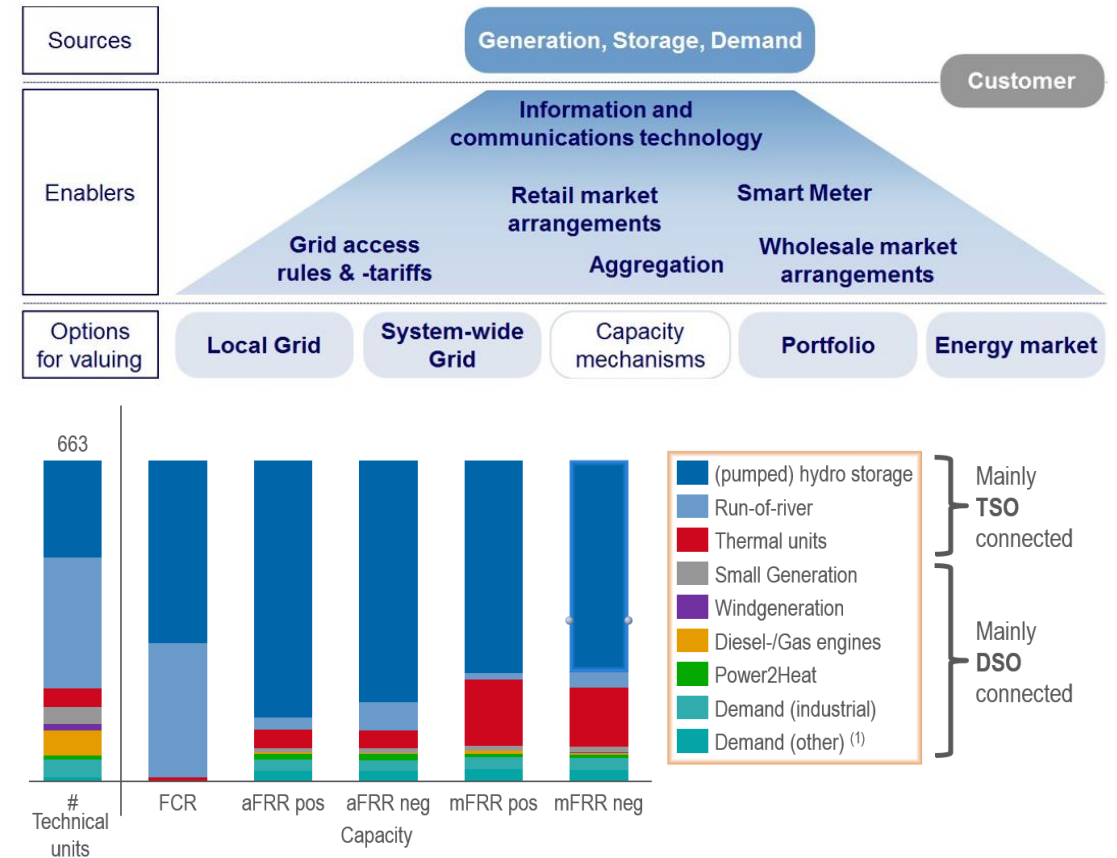 Sources
Generation, Storage, Demand
Customer
Enablers
Information and
communications technology
Retail market
arrangements
Smart Meter
Grid access
rules & -tariffs
Aggregation
Wholesale market
arrangements
Options
for valuing
Local Grid
System-wide
Grid
Capacity
mechanisms
Portfolio
Energy market
663
(pumped) hydro storage
Run-of-river
Thermal units
Small Generation
Windgeneration
Diesel-/Gas engines
Power2Heat
Demand (industrial)
Demand (other) (1)
Mainly
TSO
connected
Mainly
DSO
connected
#
Technical
units
FCR
aFRR pos
aFRR neg
mFRR pos
mFRR neg
Capacity